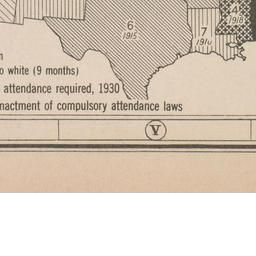 6
1915
7
1910
4
1918
o white (9 months)
attendance required, 1930
nactment of compulsory attendance laws
V